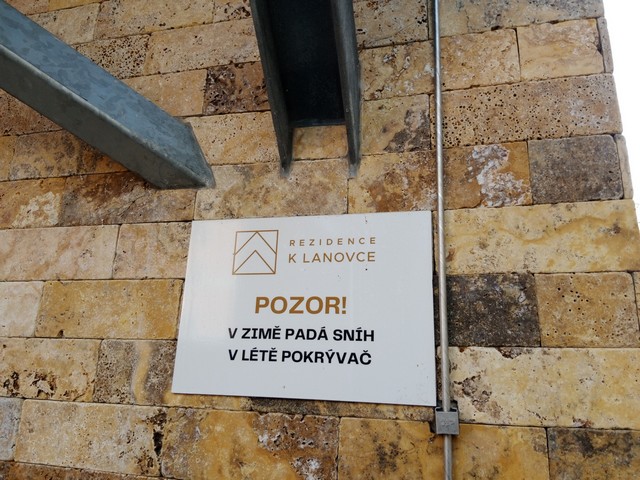 REZIDENCE
K LANOVCE
POZOR!
V ZIMĚ PADÁ SNÍH
V LÉTĚ POKRÝVAČ